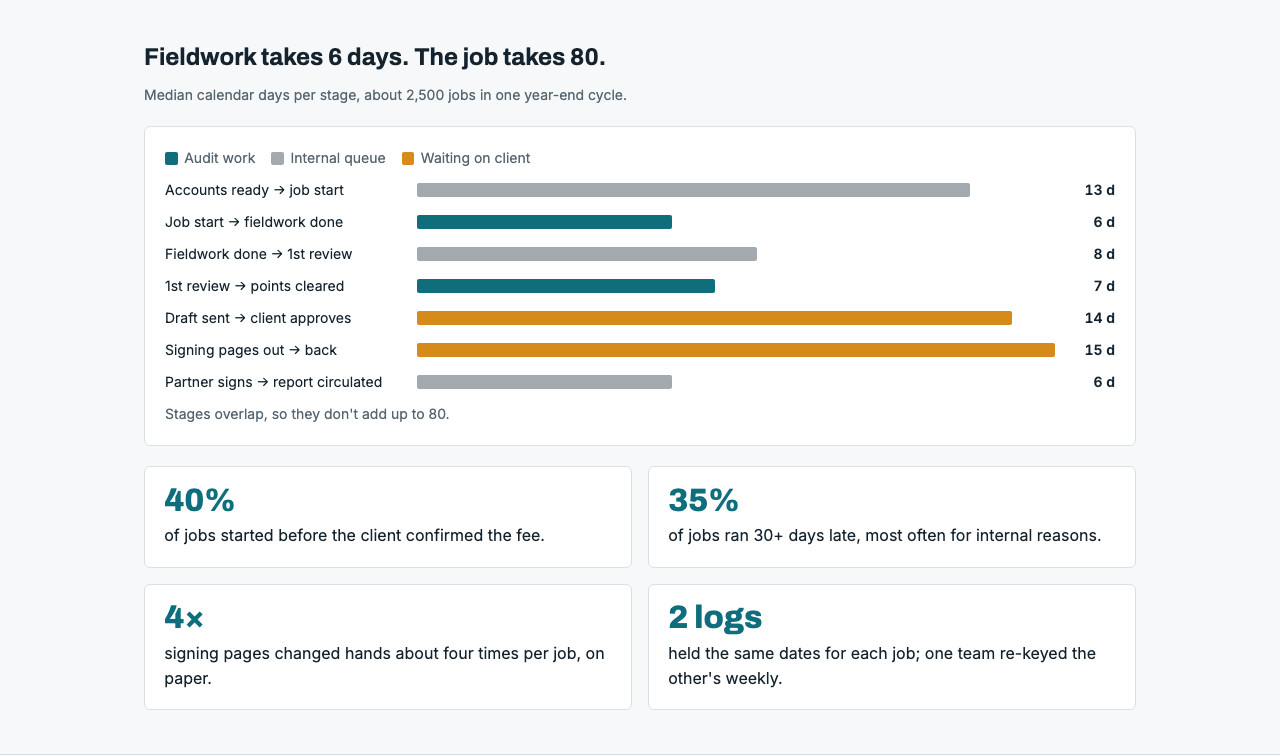 Fieldwork takes 6 days. The job takes 80.
Median calendar days per stage, about 2,500 jobs in one year-end cycle.
Audit work Internal queue Waiting on client
Accounts ready → job start 13 d
Job start → fieldwork done 6 d
Fieldwork done → 1st review 8 d
1st review → points cleared 7 d
Draft sent → client approves 14 d
Signing pages out → back 15 d
Partner signs → report circulated 6 d
Stages overlap, so they don't add up to 80.
40%
of jobs started before the client confirmed the fee.
35%
of jobs ran 30+ days late, most often for internal reasons.
4×
signing pages changed hands about four times per job, on
paper.
2 logs
held the same dates for each job; one team re-keyed the
other's weekly.